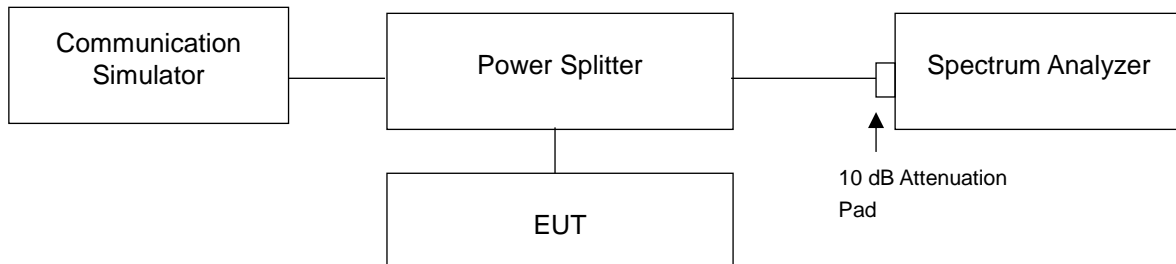 Communication
Simulator
Power Splitter
Spectrum Analyzer
10 dB Attenuation
Pad
EUT